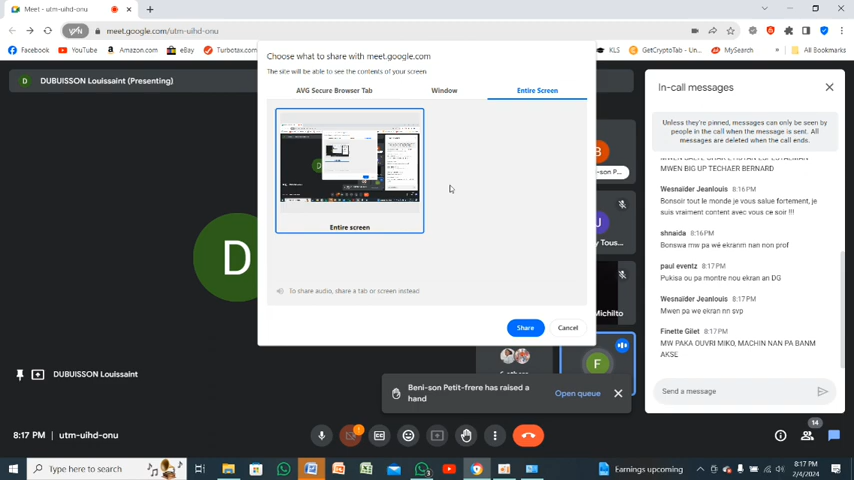 Meet - utm-uihd-onu
VPN
meet.google.com/utm-uihd-onu
Facebook
YouTube
Amazon.com
eBay
Turbotax.com
KLS
GetCryptoTab - Un...
MySearch
»
All Bookmarks
D
DUBUISSON Louissaint (Presenting)
Choose what to share with meet.google.com
The site will be able to see the contents of your screen
AVG Secure Browser Tab
Window
Entire Screen
Entire screen
To share audio, share a tab or screen instead
Share
Cancel
D
-son P...
y Tous...
Michilto
F
DUBUISSON Louissaint
Beni-son Petit-frere has raised a
hand
Open queue
In-call messages
Unless they're pinned, messages can only be seen by
people in the call when the message is sent. All
messages are deleted when the call ends.
MWEN BIG UP TECHAER BERNARD
Wesnaider Jeanlouis 8:16PM
Bonsoir tout le monde je vous salue fortement, je
suis vraiment content avec vous ce soir !!!
shnaida 8:16PM
Bonswa mw pa wè ekranm nan non prof
paul eventz 8:17PM
Pukisa ou pa montre nou ekran an DG
Wesnaider Jeanlouis 8:17PM
Mwen pa we ekran nn svp
Finette Gilet 8:17PM
MW PAKA OUVRI MIKO, MACHIN NAN PA BANM
AKSE
Send a message
8:17 PM
utm-uihd-onu
14
Type here to search
Earnings upcoming
8:17 PM
2/4/2024